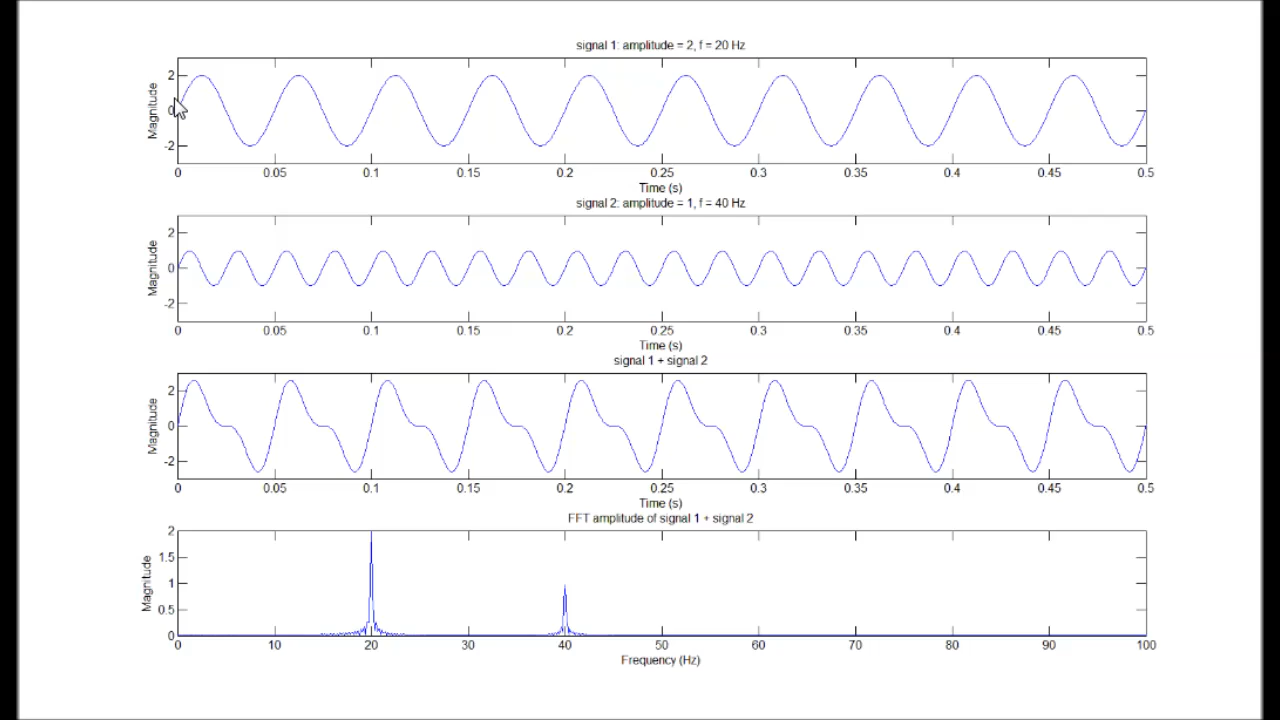 signal 1: amplitude = 2, f = 20 Hz
Magnitude
2
0
-2
0 0.05 0.1 0.15 0.2 0.25 0.3 0.35 0.4 0.45 0.5
Time (s)
signal 2: amplitude = 1, f = 40 Hz
Magnitude
2
0
-2
0 0.05 0.1 0.15 0.2 0.25 0.3 0.35 0.4 0.45 0.5
Time (s)
signal 1 + signal 2
Magnitude
2
0
-2
0 0.05 0.1 0.15 0.2 0.25 0.3 0.35 0.4 0.45 0.5
Time (s)
FFT amplitude of signal 1 + signal 2
Magnitude
2
1.5
1
0.5
0
0 10 20 30 40 50 60 70 80 90 100
Frequency (Hz)